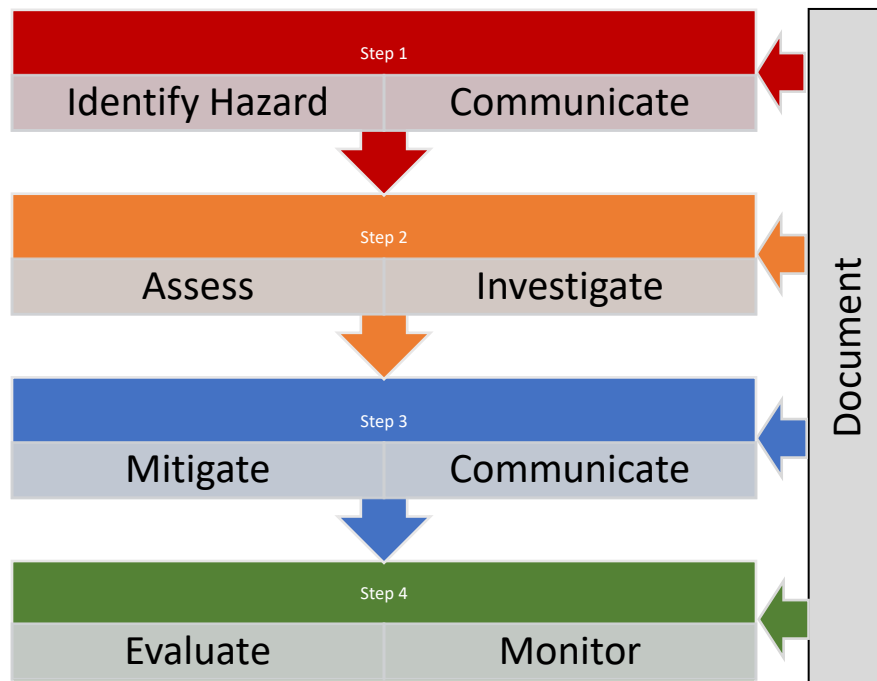 Step 1
Identify Hazard
Communicate
Step 2
Assess
Investigate
Step 3
Mitigate
Communicate
Step 4
Evaluate
Monitor
Document